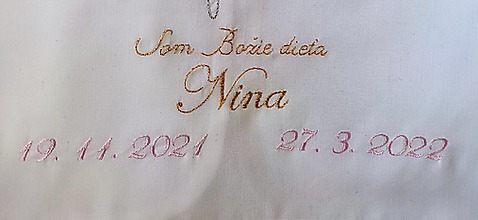 Som Božie dieťa
Nina
19. 11. 2021 27. 3. 2022